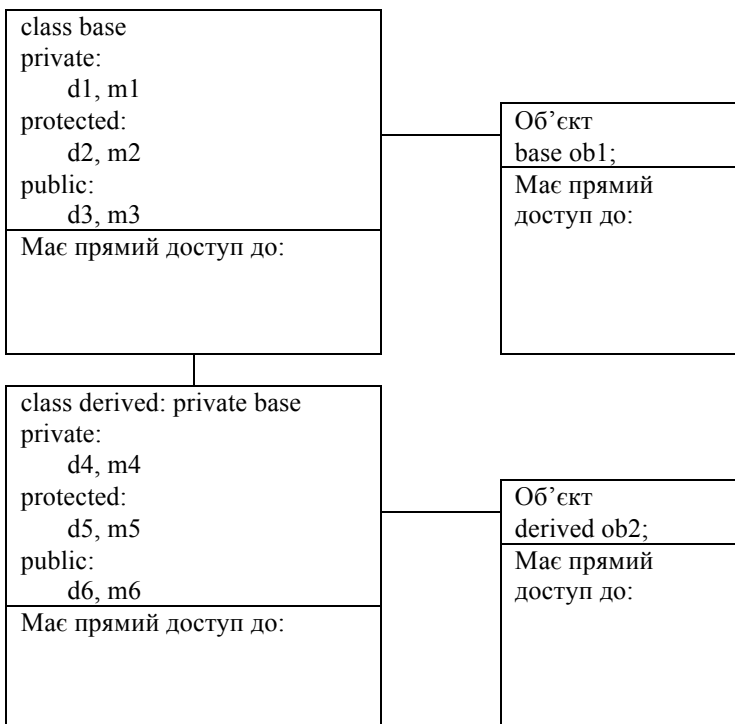 class base
private:
d1, m1
protected:
d2, m2
public:
d3, m3
Має прямий доступ до:
Об’єкт
base ob1;
Має прямий
доступ до:
class derived: private base
private:
d4, m4
protected:
d5, m5
public:
d6, m6
Має прямий доступ до:
Об’єкт
derived ob2;
Має прямий
доступ до: